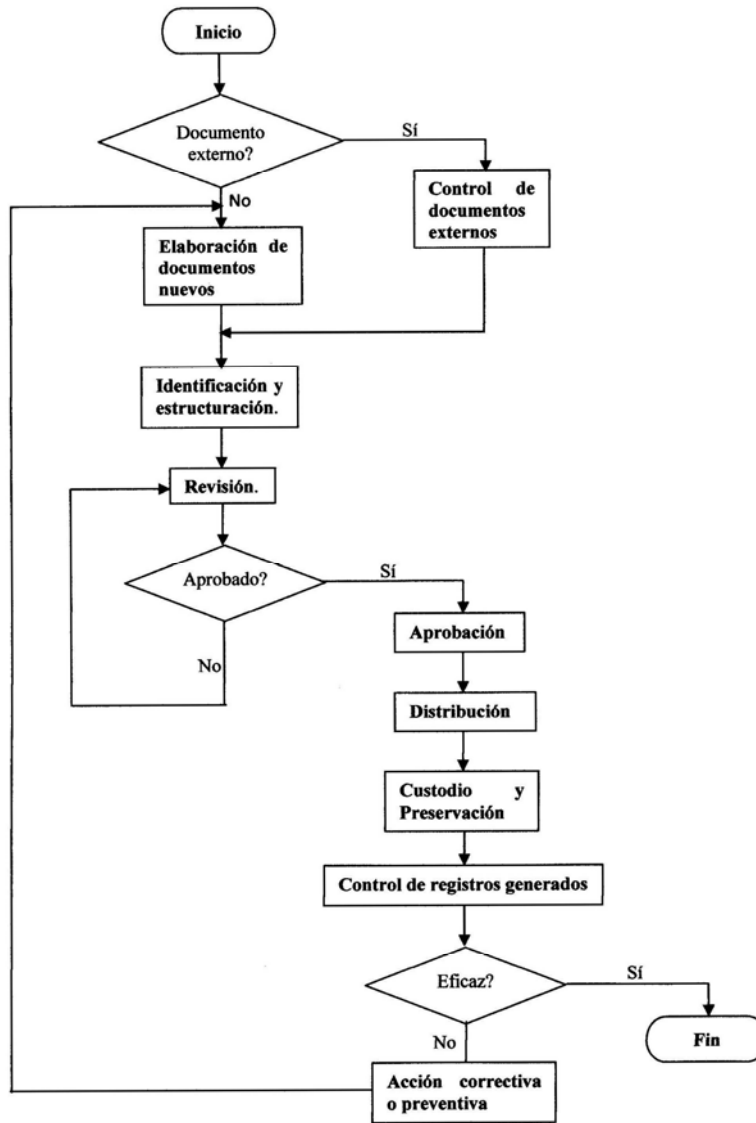 Inicio
Documento
externo?
Sí
No
Control de
documentos
externos
Elaboración de
documentos
nuevos
Identificación y
estructuración.
Revisión.
Aprobado?
Sí
No
Aprobación
Distribución
Custodio y
Preservación
Control de registros generados
Eficaz?
Sí
No
Fin
Acción correctiva
o preventiva